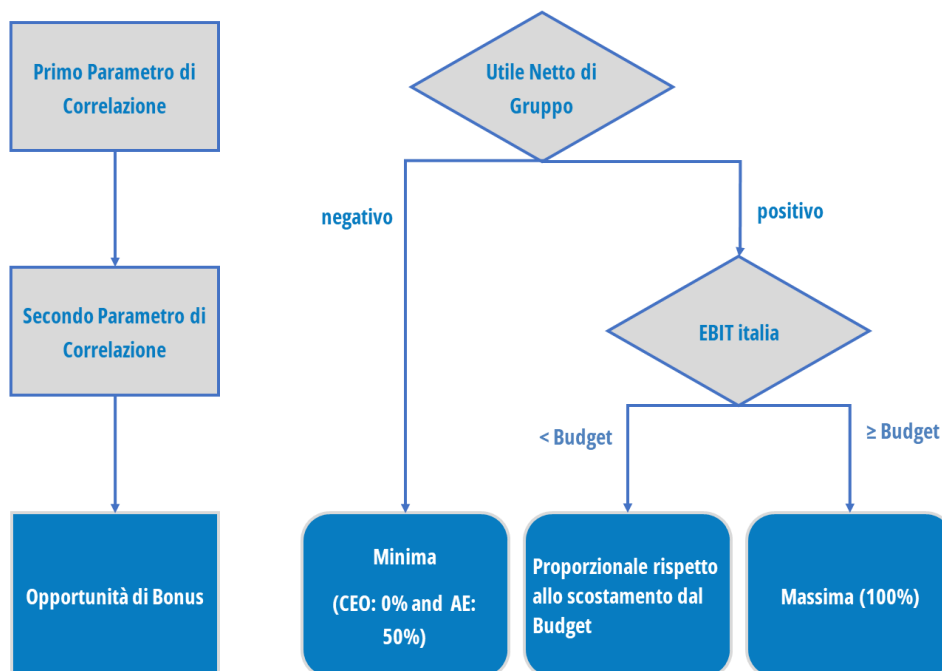 Primo Parametro di
Correlazione
Utile Netto di
Gruppo
negativo
positivo
Secondo Parametro di
Correlazione
EBIT italia
< Budget
≥ Budget
Opportunità di Bonus
Minima
(CEO: 0% and AE:
50%)
Proporzionale rispetto
allo scostamento dal
Budget
Massima (100%)